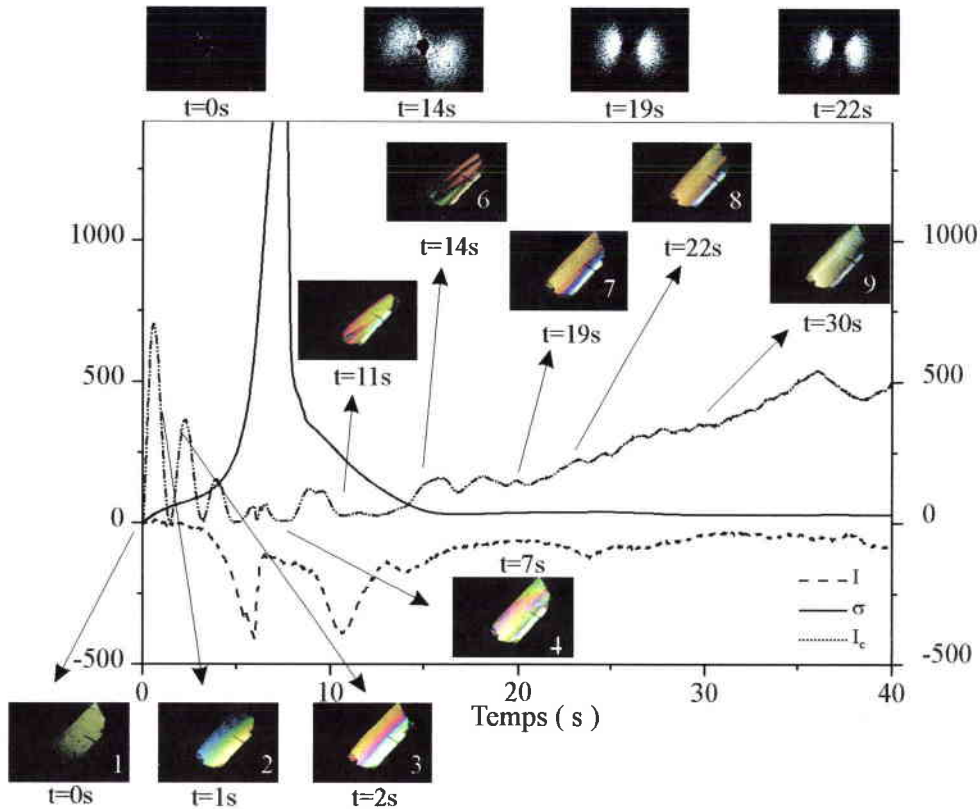 t=0s t=14s t=19s t=22s
1000 1000
500 500
0 0
-500 -500
6
t=14s
7
t=19s
8
t=22s
9
t=30s
t=11s
t=7s
4
I
σ
I_c
0 10 20 30 40
Temps ( s )
1 2 3
t=0s t=1s t=2s